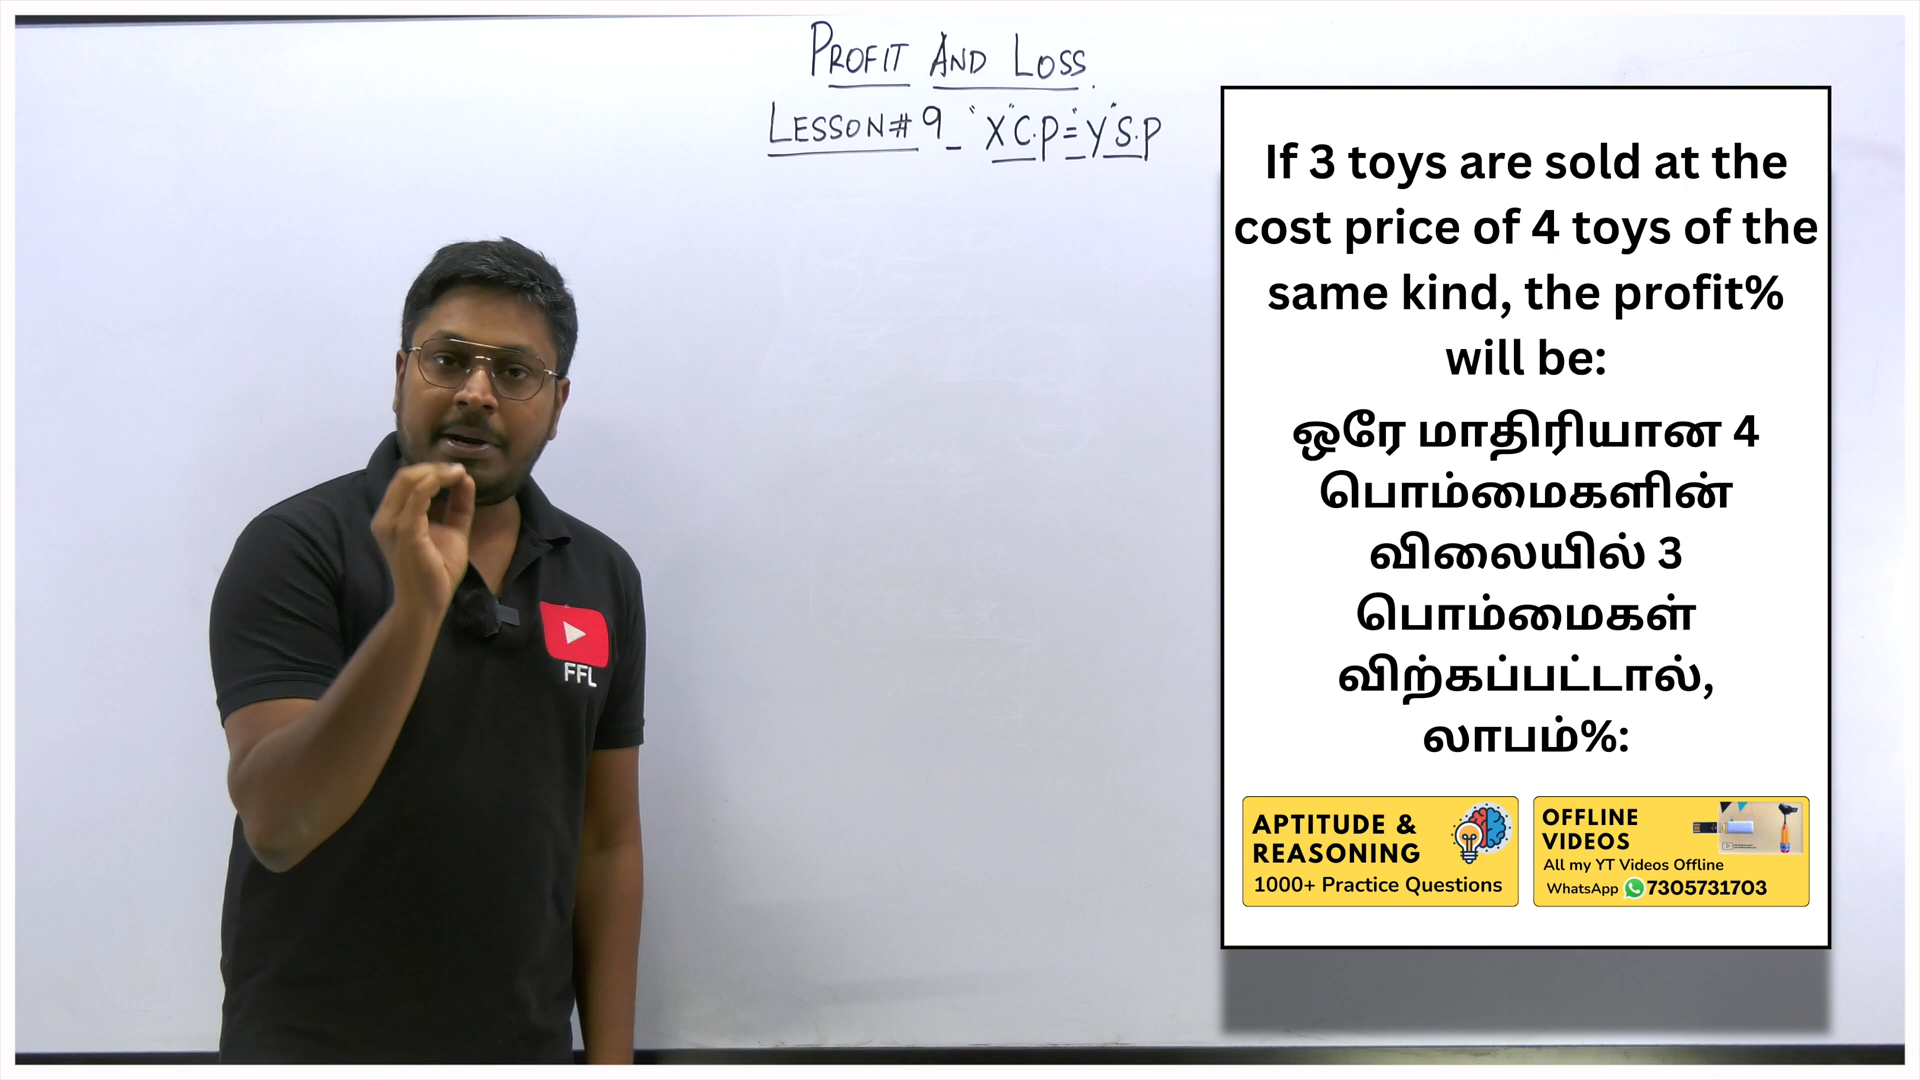 PROFIT AND LOSS.
LESSON# 9_ "X" C.P "=" "Y" S.P
If 3 toys are sold at the
cost price of 4 toys of the
same kind, the profit%
will be:
ஒரே மாதிரியான 4
பொம்மைகளின்
விலையில் 3
பொம்மைகள்
விற்கப்பட்டால்,
லாபம்%:
FFL
APTITUDE &
REASONING
1000+ Practice Questions
OFFLINE
VIDEOS
All my YT Videos Offline
WhatsApp 7305731703